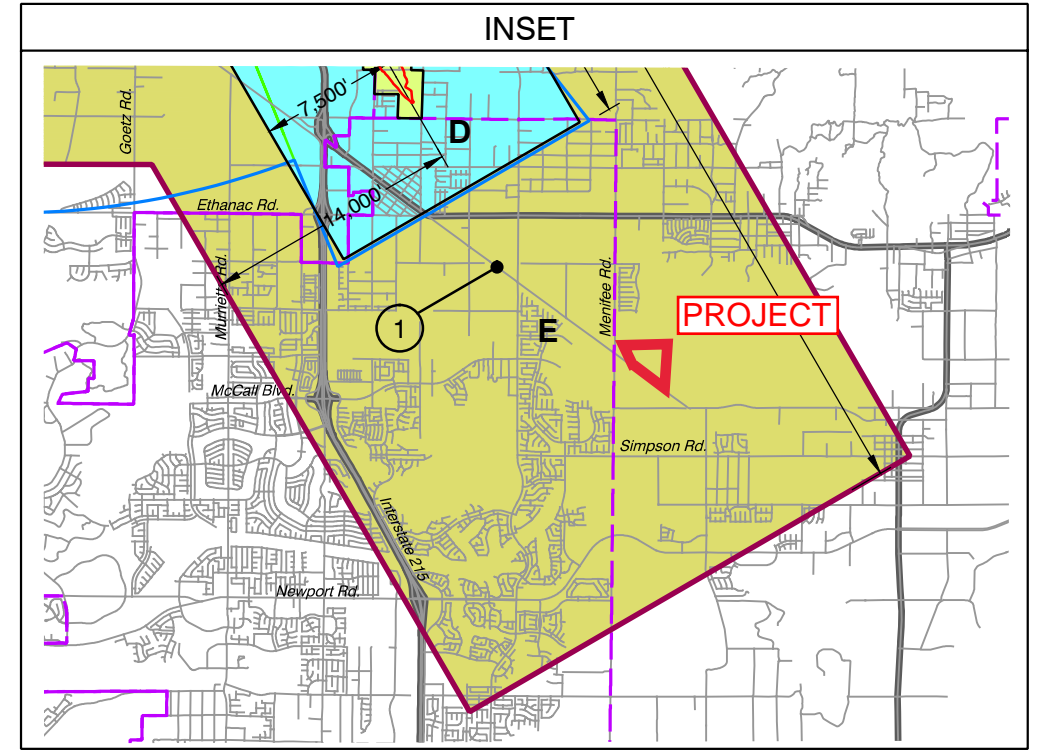 INSET
Goetz Rd.
7,500'
D
Ethanac Rd.
14,000'
Murrieta Rd.
Menifee Rd.
1
E
PROJECT
McCall Blvd.
Simpson Rd.
Interstate 215
Newport Rd.